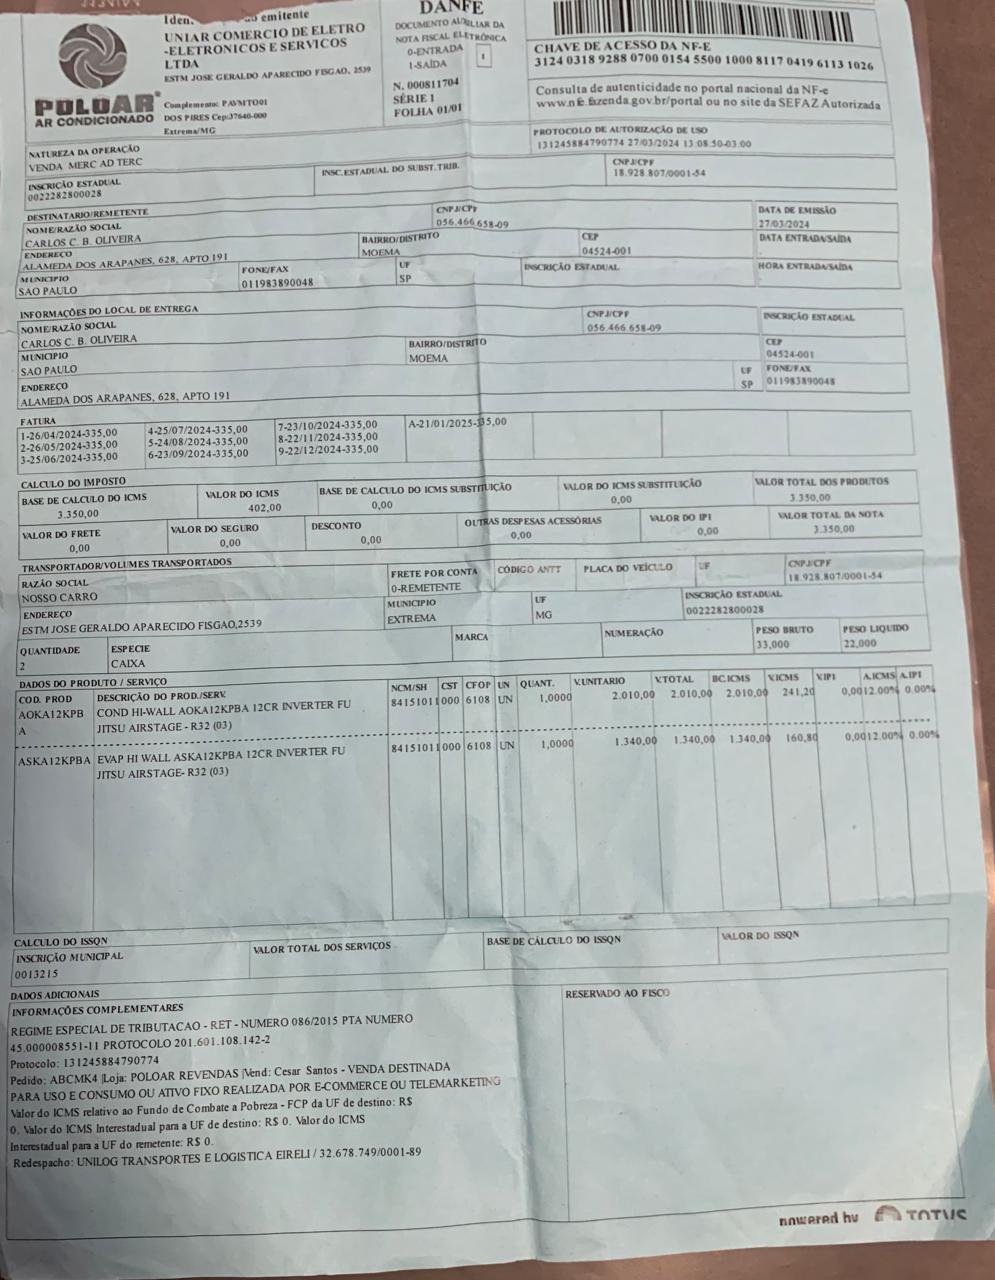 Iden. emitente
UNIAR COMERCIO DE ELETRO
-ELETRONICOS E SERVICOS
LTDA
ESTM JOSE GERALDO APARECIDO FISGAO, 2539
Complemento: PAVMTO01
DOS PIRES Cep:37640-000
Extrema/MG
POLOAR
AR CONDICIONADO
DANFE
DOCUMENTO AUXILIAR DA
NOTA FISCAL ELETRÔNICA
0-ENTRADA
1-SAÍDA
1
N. 000811704
SÉRIE 1
FOLHA 01/01
CHAVE DE ACESSO DA NF-E
3124 0318 9288 0700 0154 5500 1000 8117 0419 6113 1026
Consulta de autenticidade no portal nacional da NF-e
www.nfe.fazenda.gov.br/portal ou no site da SEFAZ Autorizada
PROTOCOLO DE AUTORIZAÇÃO DE USO
131245884790774 27/03/2024 13:08:50-03:00
NATUREZA DA OPERAÇÃO
VENDA MERC AD TERC
INSCRIÇÃO ESTADUAL
0022282800028
INSC.ESTADUAL DO SUBST. TRIB.
CNPJ/CPF
18.928.807/0001-54
DESTINATARIO/REMETENTE
NOME/RAZÃO SOCIAL
CARLOS C. B. OLIVEIRA
CNPJ/CPF
056.466.658-09
DATA DE EMISSÃO
27/03/2024
ENDEREÇO
ALAMEDA DOS ARAPANES, 628, APTO 191
BAIRRO/DISTRITO
MOEMA
CEP
04524-001
DATA ENTRADA/SAÍDA
MUNICIPIO
SAO PAULO
FONE/FAX
011983890048
UF
SP
INSCRIÇÃO ESTADUAL
HORA ENTRADA/SAÍDA
INFORMAÇÕES DO LOCAL DE ENTREGA
NOME/RAZÃO SOCIAL
CARLOS C. B. OLIVEIRA
CNPJ/CPF
056.466.658-09
INSCRIÇÃO ESTADUAL
MUNICIPIO
SAO PAULO
BAIRRO/DISTRITO
MOEMA
CEP
04524-001
ENDEREÇO
ALAMEDA DOS ARAPANES, 628, APTO 191
UF
SP
FONE/FAX
011983890048
FATURA
1-26/04/2024-335,00 4-25/07/2024-335,00 7-23/10/2024-335,00 A-21/01/2025-335,00
2-26/05/2024-335,00 5-24/08/2024-335,00 8-22/11/2024-335,00
3-25/06/2024-335,00 6-23/09/2024-335,00 9-22/12/2024-335,00
CALCULO DO IMPOSTO
BASE DE CALCULO DO ICMS
3.350,00
VALOR DO ICMS
402,00
BASE DE CALCULO DO ICMS SUBSTITUIÇÃO
0,00
VALOR DO ICMS SUBSTITUIÇÃO
0,00
VALOR TOTAL DOS PRODUTOS
3.350,00
VALOR DO FRETE
0,00
VALOR DO SEGURO
0,00
DESCONTO
0,00
OUTRAS DESPESAS ACESSÓRIAS
0,00
VALOR DO IPI
0,00
VALOR TOTAL DA NOTA
3.350,00
TRANSPORTADOR/VOLUMES TRANSPORTADOS
RAZÃO SOCIAL
NOSSO CARRO
FRETE POR CONTA
0-REMETENTE
CÓDIGO ANTT
PLACA DO VEÍCULO
UF
CNPJ/CPF
18.928.807/0001-54
ENDEREÇO
ESTM JOSE GERALDO APARECIDO FISGAO,2539
MUNICIPIO
EXTREMA
UF
MG
INSCRIÇÃO ESTADUAL
0022282800028
QUANTIDADE
2
ESPECIE
CAIXA
MARCA
NUMERAÇÃO
PESO BRUTO
33,000
PESO LIQUIDO
22,000
DADOS DO PRODUTO / SERVIÇO
COD. PROD DESCRIÇÃO DO PROD./SERV. NCM/SH CST CFOP UN QUANT. V.UNITARIO V.TOTAL BC.ICMS V.ICMS V.IPI A.ICMS A.IPI
AOKA12KPB COND HI-WALL AOKA12KPBA 12CR INVERTER FU 84151011 000 6108 UN 1,0000 2.010,00 2.010,00 2.010,00 241,20 0,00 12.00% 0.00%
A JITSU AIRSTAGE - R32 (03)
ASKA12KPBA EVAP HI WALL ASKA12KPBA 12CR INVERTER FU 84151011 000 6108 UN 1,0000 1.340,00 1.340,00 1.340,00 160,80 0,00 12.00% 0.00%
JITSU AIRSTAGE- R32 (03)
CALCULO DO ISSQN
INSCRIÇÃO MUNICIPAL
0013215
VALOR TOTAL DOS SERVIÇOS
BASE DE CÁLCULO DO ISSQN
VALOR DO ISSQN
DADOS ADICIONAIS
INFORMAÇÕES COMPLEMENTARES
RESERVADO AO FISCO
REGIME ESPECIAL DE TRIBUTACAO - RET - NUMERO 086/2015 PTA NUMERO
45.000008551-11 PROTOCOLO 201.601.108.142-2
Protocolo: 131245884790774
Pedido: ABCMK4 |Loja: POLOAR REVENDAS |Vend: Cesar Santos - VENDA DESTINADA
PARA USO E CONSUMO OU ATIVO FIXO REALIZADA POR E-COMMERCE OU TELEMARKETING
Valor do ICMS relativo ao Fundo de Combate a Pobreza - FCP da UF de destino: R$
0. Valor do ICMS Interestadual para a UF de destino: R$ 0. Valor do ICMS
Interestadual para a UF do remetente: R$ 0.
Redespacho: UNILOG TRANSPORTES E LOGISTICA EIRELI / 32.678.749/0001-89
powered by TOTVS